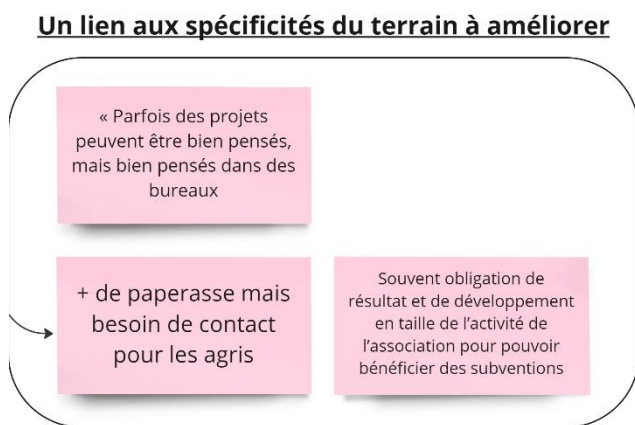 Un lien aux spécificités du terrain à améliorer
« Parfois des projets
peuvent être bien pensés,
mais bien pensés dans des
bureaux
+ de paperasse mais
besoin de contact
pour les agris
Souvent obligation de
résultat et de développement
en taille de l'activité de
l'association pour pouvoir
bénéficier des subventions